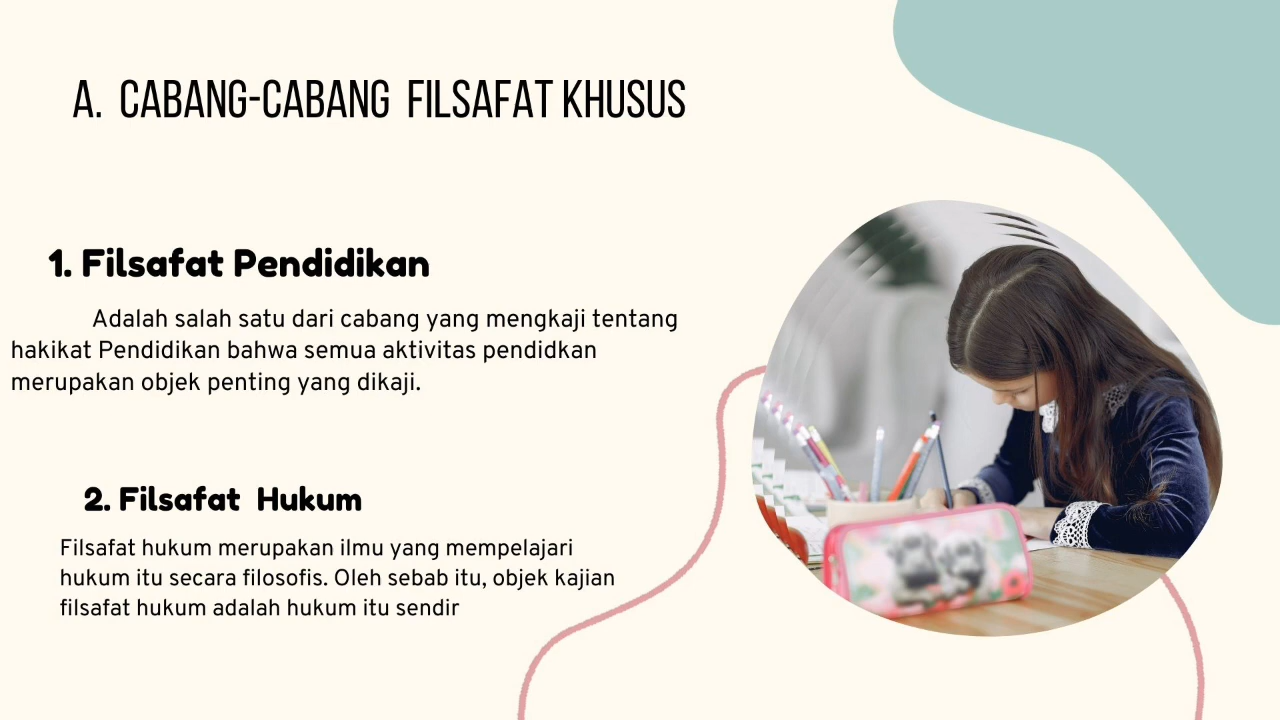 A. CABANG-CABANG FILSAFAT KHUSUS
1. Filsafat Pendidikan
Adalah salah satu dari cabang yang mengkaji tentang
hakikat Pendidikan bahwa semua aktivitas pendidkan
merupakan objek penting yang dikaji.
2. Filsafat Hukum
Filsafat hukum merupakan ilmu yang mempelajari
hukum itu secara filosofis. Oleh sebab itu, objek kajian
filsafat hukum adalah hukum itu sendir